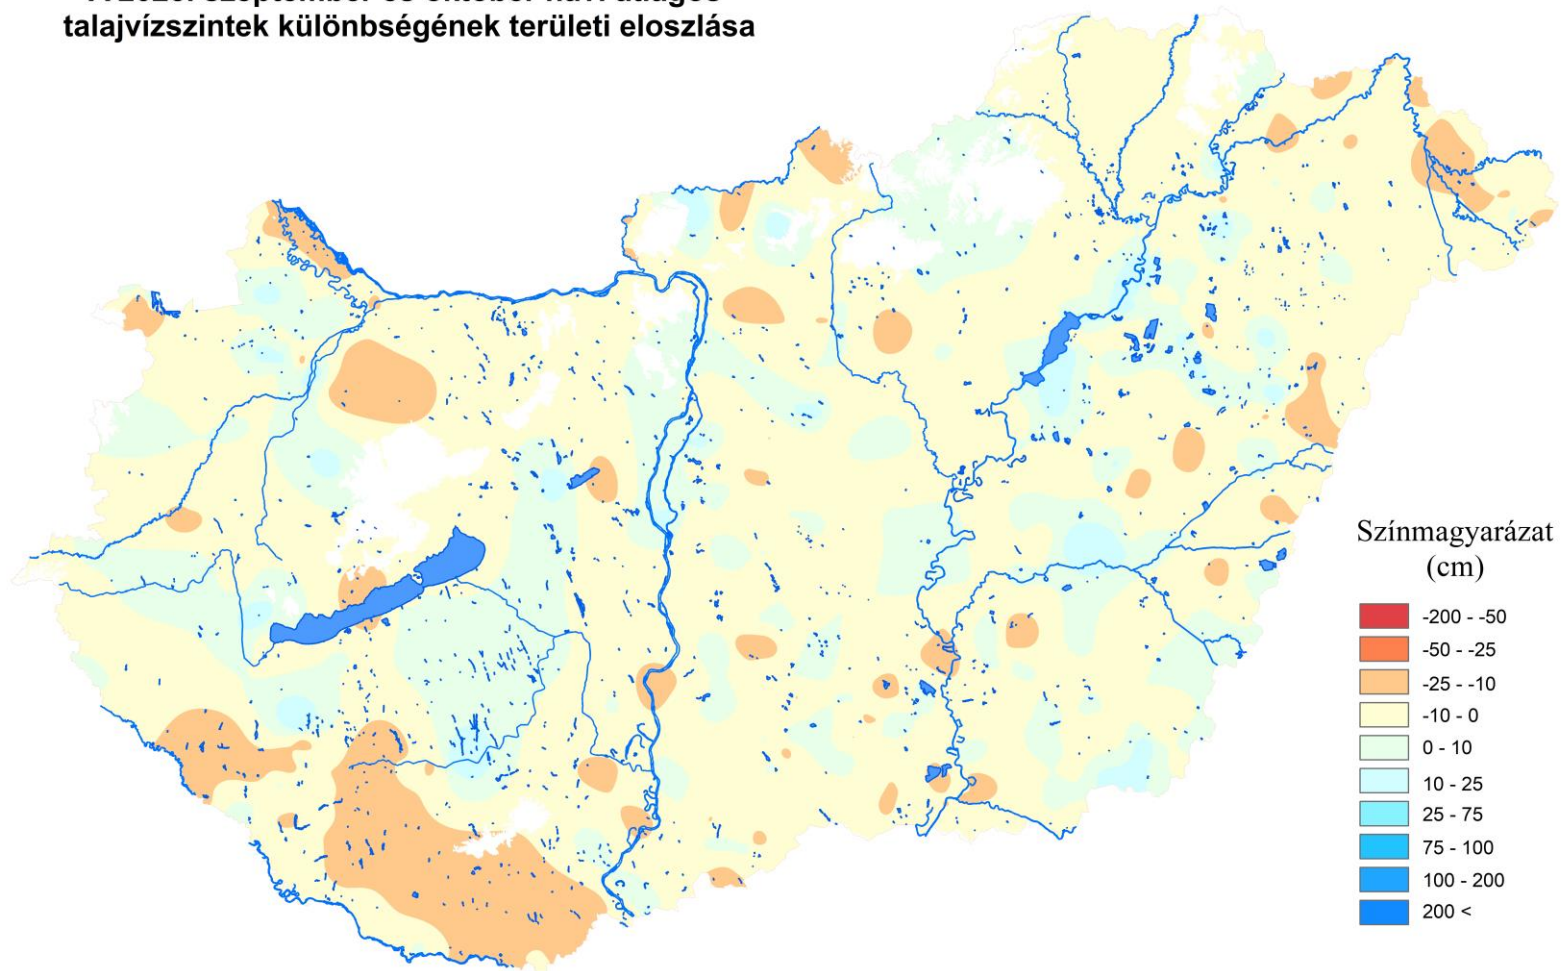 talajvízszintek különbségének területi eloszlása
Színmagyarázat
(cm)
-200 - -50
-50 - -25
-25 - -10
-10 - 0
0 - 10
10 - 25
25 - 75
75 - 100
100 - 200
200 <